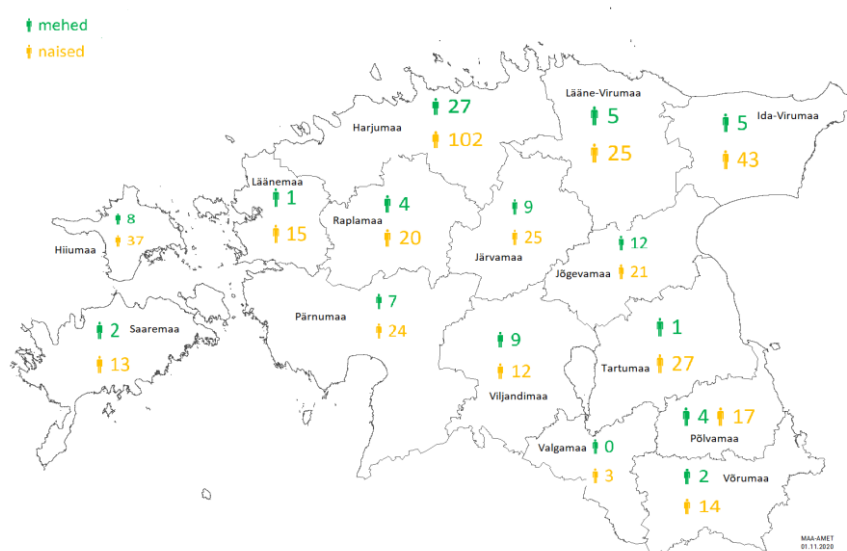 mehed
naised
Lääne-Virumaa
5
25
Ida-Virumaa
5
43
27
Harjumaa
102
Läänemaa
1
15
4
Raplamaa
20
9
25
Järvamaa
8
37
Hiiumaa
12
21
Jõgevamaa
7
Pärnumaa
24
2
Saaremaa
13
9
12
Viljandimaa
1
27
Tartumaa
4 17
Põlvamaa
Valgamaa
0
3
2
Võrumaa
14
MAA-AMET
01.11.2020